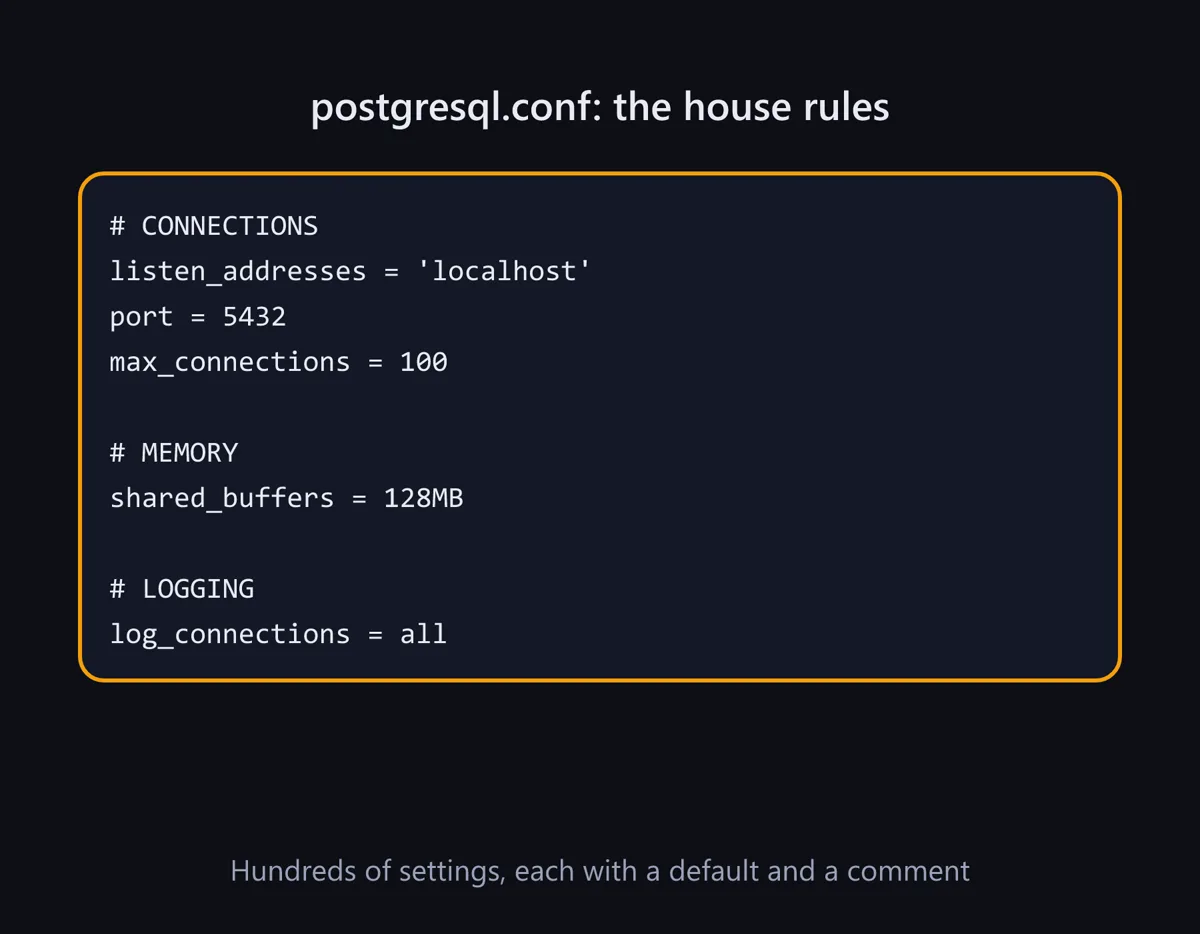 postgresql.conf: the house rules
# CONNECTIONS
listen_addresses = 'localhost'
port = 5432
max_connections = 100
# MEMORY
shared_buffers = 128MB
# LOGGING
log_connections = all
Hundreds of settings, each with a default and a comment